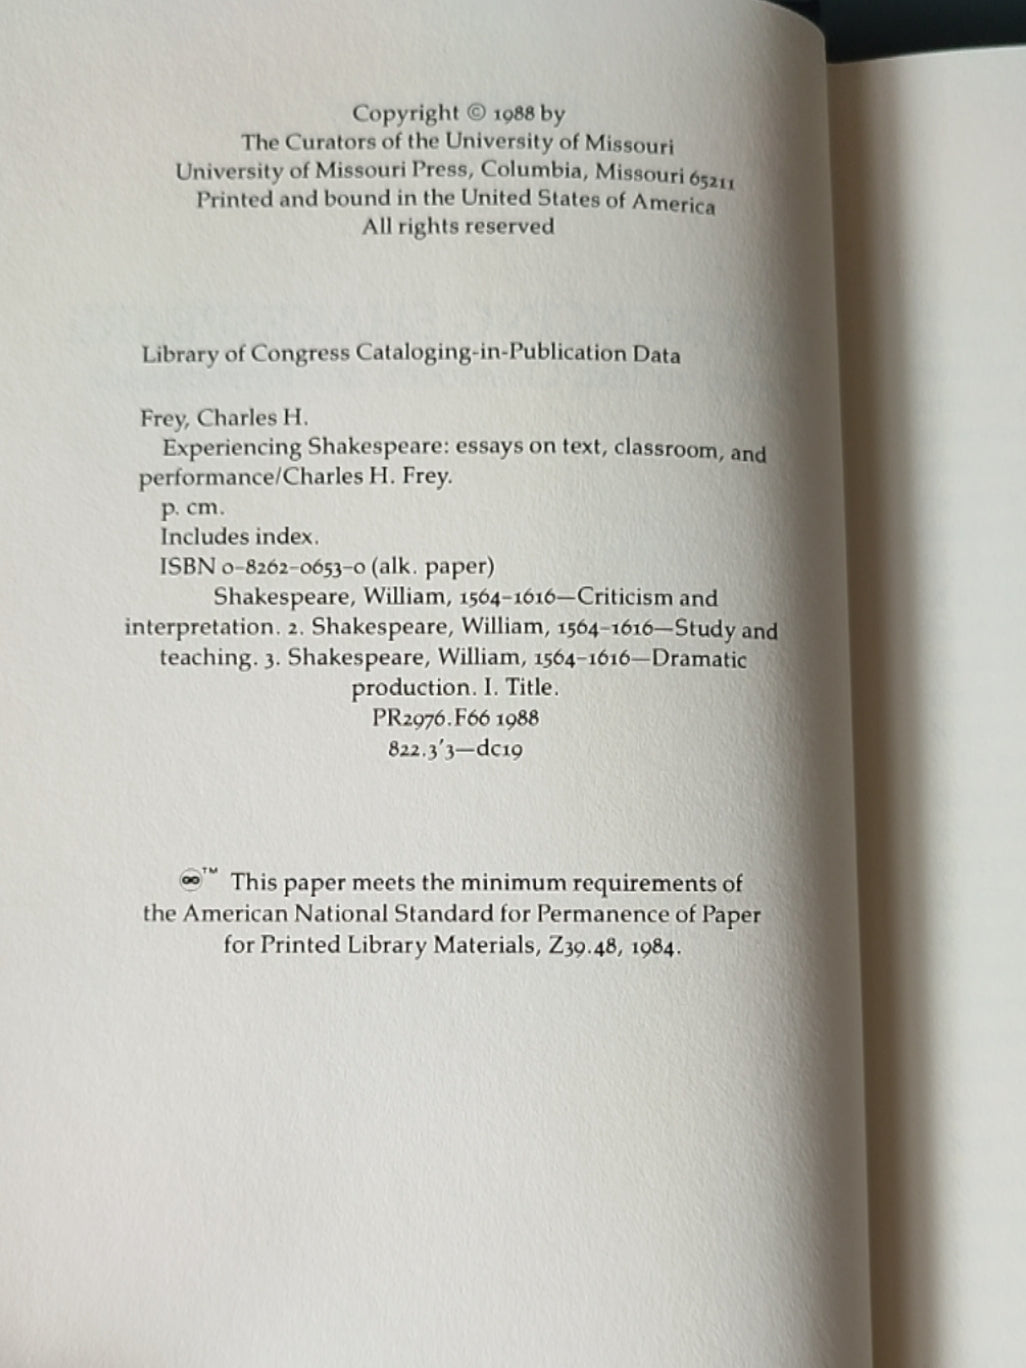 Copyright © 1988 by
The Curators of the University of Missouri
University of Missouri Press, Columbia, Missouri 65211
Printed and bound in the United States of America
All rights reserved
Library of Congress Cataloging-in-Publication Data
Frey, Charles H.
Experiencing Shakespeare: essays on text, classroom, and
performance/Charles H. Frey.
p. cm.
Includes index.
ISBN 0–8262–0653–0 (alk. paper)
Shakespeare, William, 1564–1616—Criticism and
interpretation. 2. Shakespeare, William, 1564–1616—Study and
teaching. 3. Shakespeare, William, 1564–1616—Dramatic
production. I. Title.
PR2976.F66 1988
822.3′3—dc19
♾™ This paper meets the minimum requirements of
the American National Standard for Permanence of Paper
for Printed Library Materials, Z39.48, 1984.